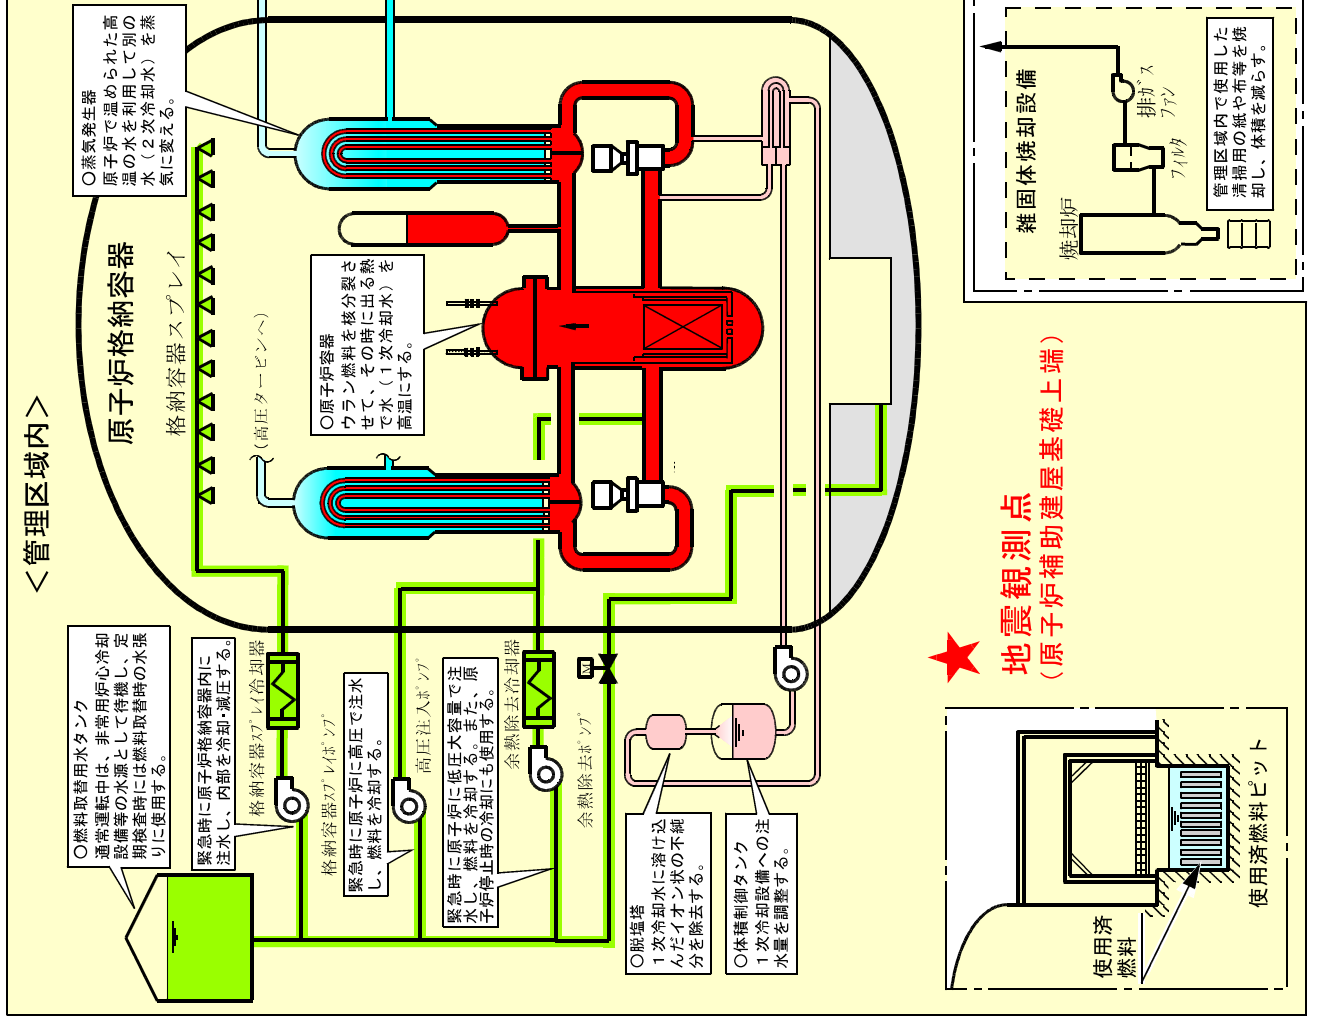 ＜管理区域内＞
○燃料取替用水タンク
通常運転中は、非常用炉心冷却
設備等の水源として待機し、定
期検査時には燃料取替時の水張
りに使用する。
原子炉格納容器
格納容器スプレイ
○蒸気発生器
原子炉で温められた高
温の水を利用して別の
水（２次冷却水）を蒸
気に変える。
緊急時に原子炉格納容器内に
注水し、内部を冷却・減圧する。
格納容器ｽﾌﾟﾚｲ冷却器
（高圧タービンへ）
格納容器ｽﾌﾟﾚｲﾎﾟﾝﾌﾟ
○原子炉容器
ウラン燃料を核分裂さ
せて、その時に出る熱
で水（１次冷却水）を
高温にする。
緊急時に原子炉に高圧で注水
し、燃料を冷却する。
高圧注入ﾎﾟﾝﾌﾟ
緊急時に原子炉に低圧大容量で注
水し、燃料を冷却する。また、原
子炉停止時の冷却にも使用する。
余熱除去冷却器
余熱除去ﾎﾟﾝﾌﾟ
M
○脱塩塔
１次冷却水に溶け込
んだイオン状の不純
分を除去する。
○体積制御タンク
１次冷却設備への注
水量を調整する。
地震観測点
（原子炉補助建屋基礎上端）
雑固体焼却設備
焼却炉
排ｶﾞｽ
ﾌｧﾝ
ﾌｨﾙﾀ
管理区域内で使用した
清掃用の紙や布等を焼
却し、体積を減らす。
使用済
燃料
使用済燃料ピット